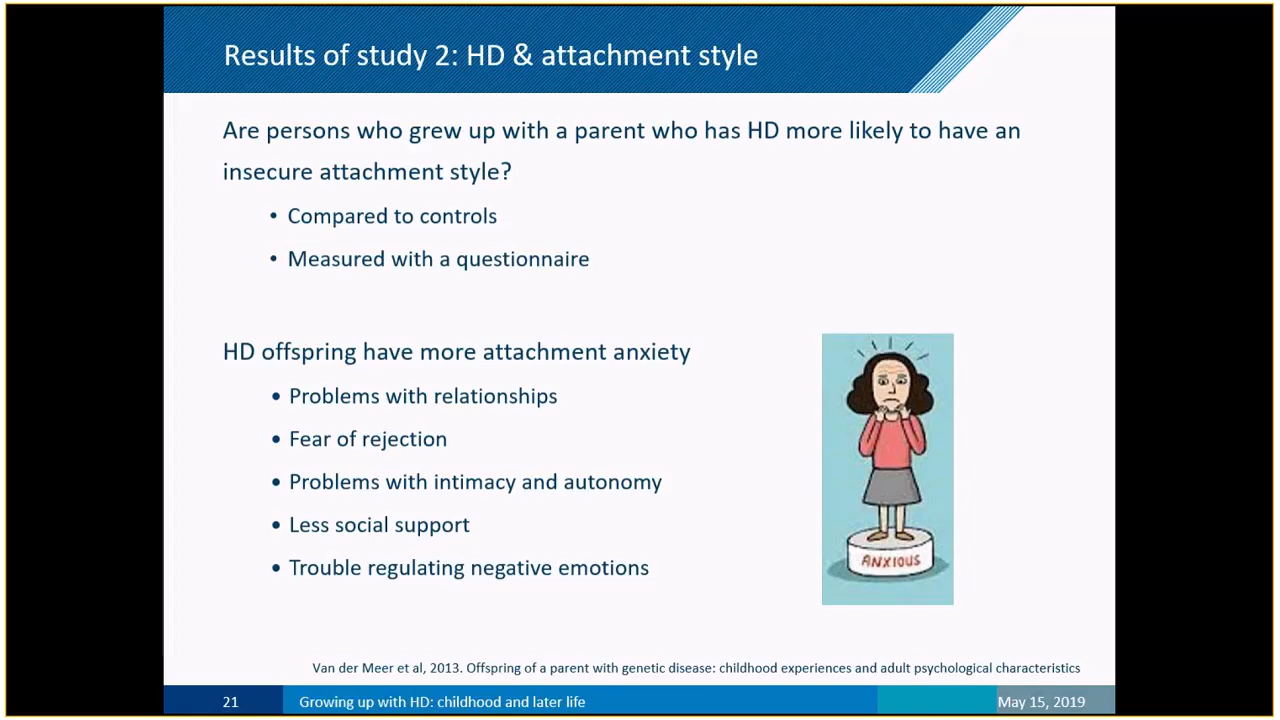 Results of study 2: HD & attachment style
Are persons who grew up with a parent who has HD more likely to have an
insecure attachment style?
• Compared to controls
• Measured with a questionnaire
HD offspring have more attachment anxiety
• Problems with relationships
• Fear of rejection
• Problems with intimacy and autonomy
• Less social support
• Trouble regulating negative emotions
ANXIOUS
Van der Meer et al, 2013. Offspring of a parent with genetic disease: childhood experiences and adult psychological characteristics
21
Growing up with HD: childhood and later life
May 15, 2019